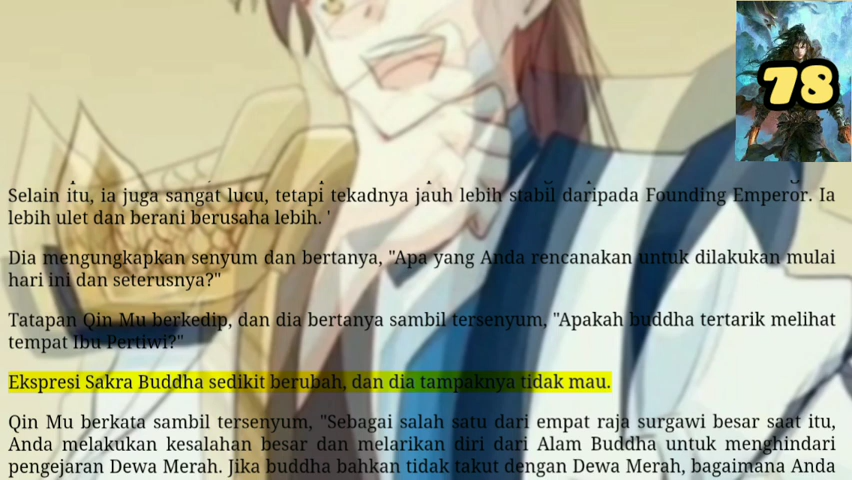 78
Selain itu, ia juga sangat lucu, tetapi tekadnya jauh lebih stabil daripada Founding Emperor. Ia
lebih ulet dan berani berusaha lebih. '
Dia mengungkapkan senyum dan bertanya, "Apa yang Anda rencanakan untuk dilakukan mulai
hari ini dan seterusnya?"
Tatapan Qin Mu berkedip, dan dia bertanya sambil tersenyum, "Apakah buddha tertarik melihat
tempat Ibu Pertiwi?"
Ekspresi Sakra Buddha sedikit berubah, dan dia tampaknya tidak mau.
Qin Mu berkata sambil tersenyum, "Sebagai salah satu dari empat raja surgawi besar saat itu,
Anda melakukan kesalahan besar dan melarikan diri dari Alam Buddha untuk menghindari
pengejaran Dewa Merah. Jika buddha bahkan tidak takut dengan Dewa Merah, bagaimana Anda